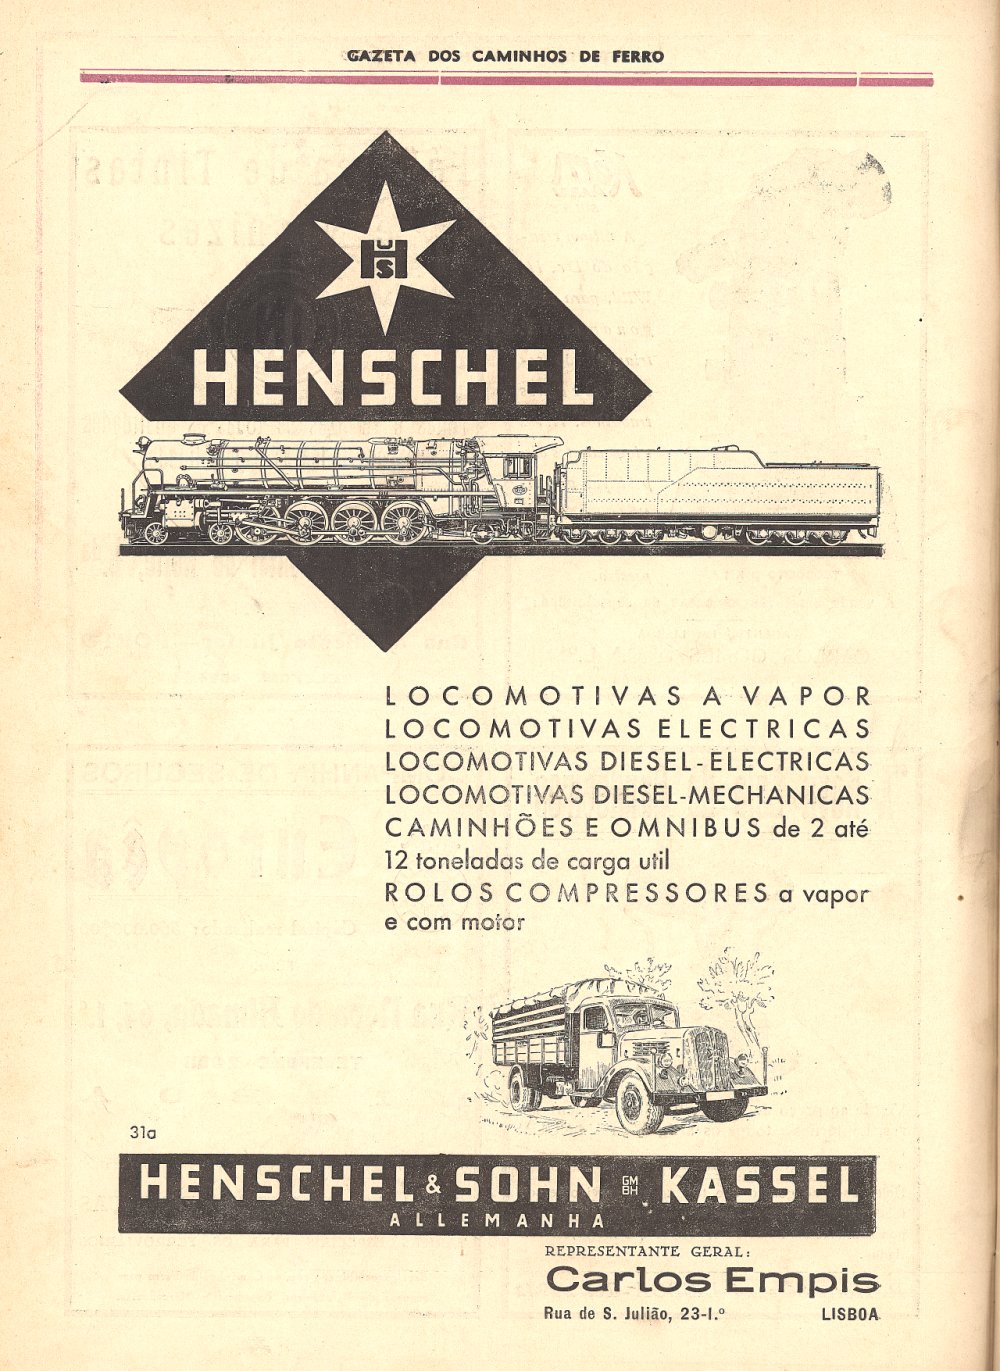 GAZETA DOS CAMINHOS DE FERRO
HUS
HENSCHEL
LOCOMOTIVAS A VAPOR
LOCOMOTIVAS ELECTRICAS
LOCOMOTIVAS DIESEL-ELECTRICAS
LOCOMOTIVAS DIESEL-MECHANICAS
CAMINHÕES E OMNIBUS de 2 até
12 toneladas de carga util
ROLOS COMPRESSORES a vapor
e com motor
31a
HENSCHEL & SOHN GMBH KASSEL
ALLEMANHA
REPRESENTANTE GERAL:
Carlos Empis
Rua de S. Julião, 23-I.º LISBOA